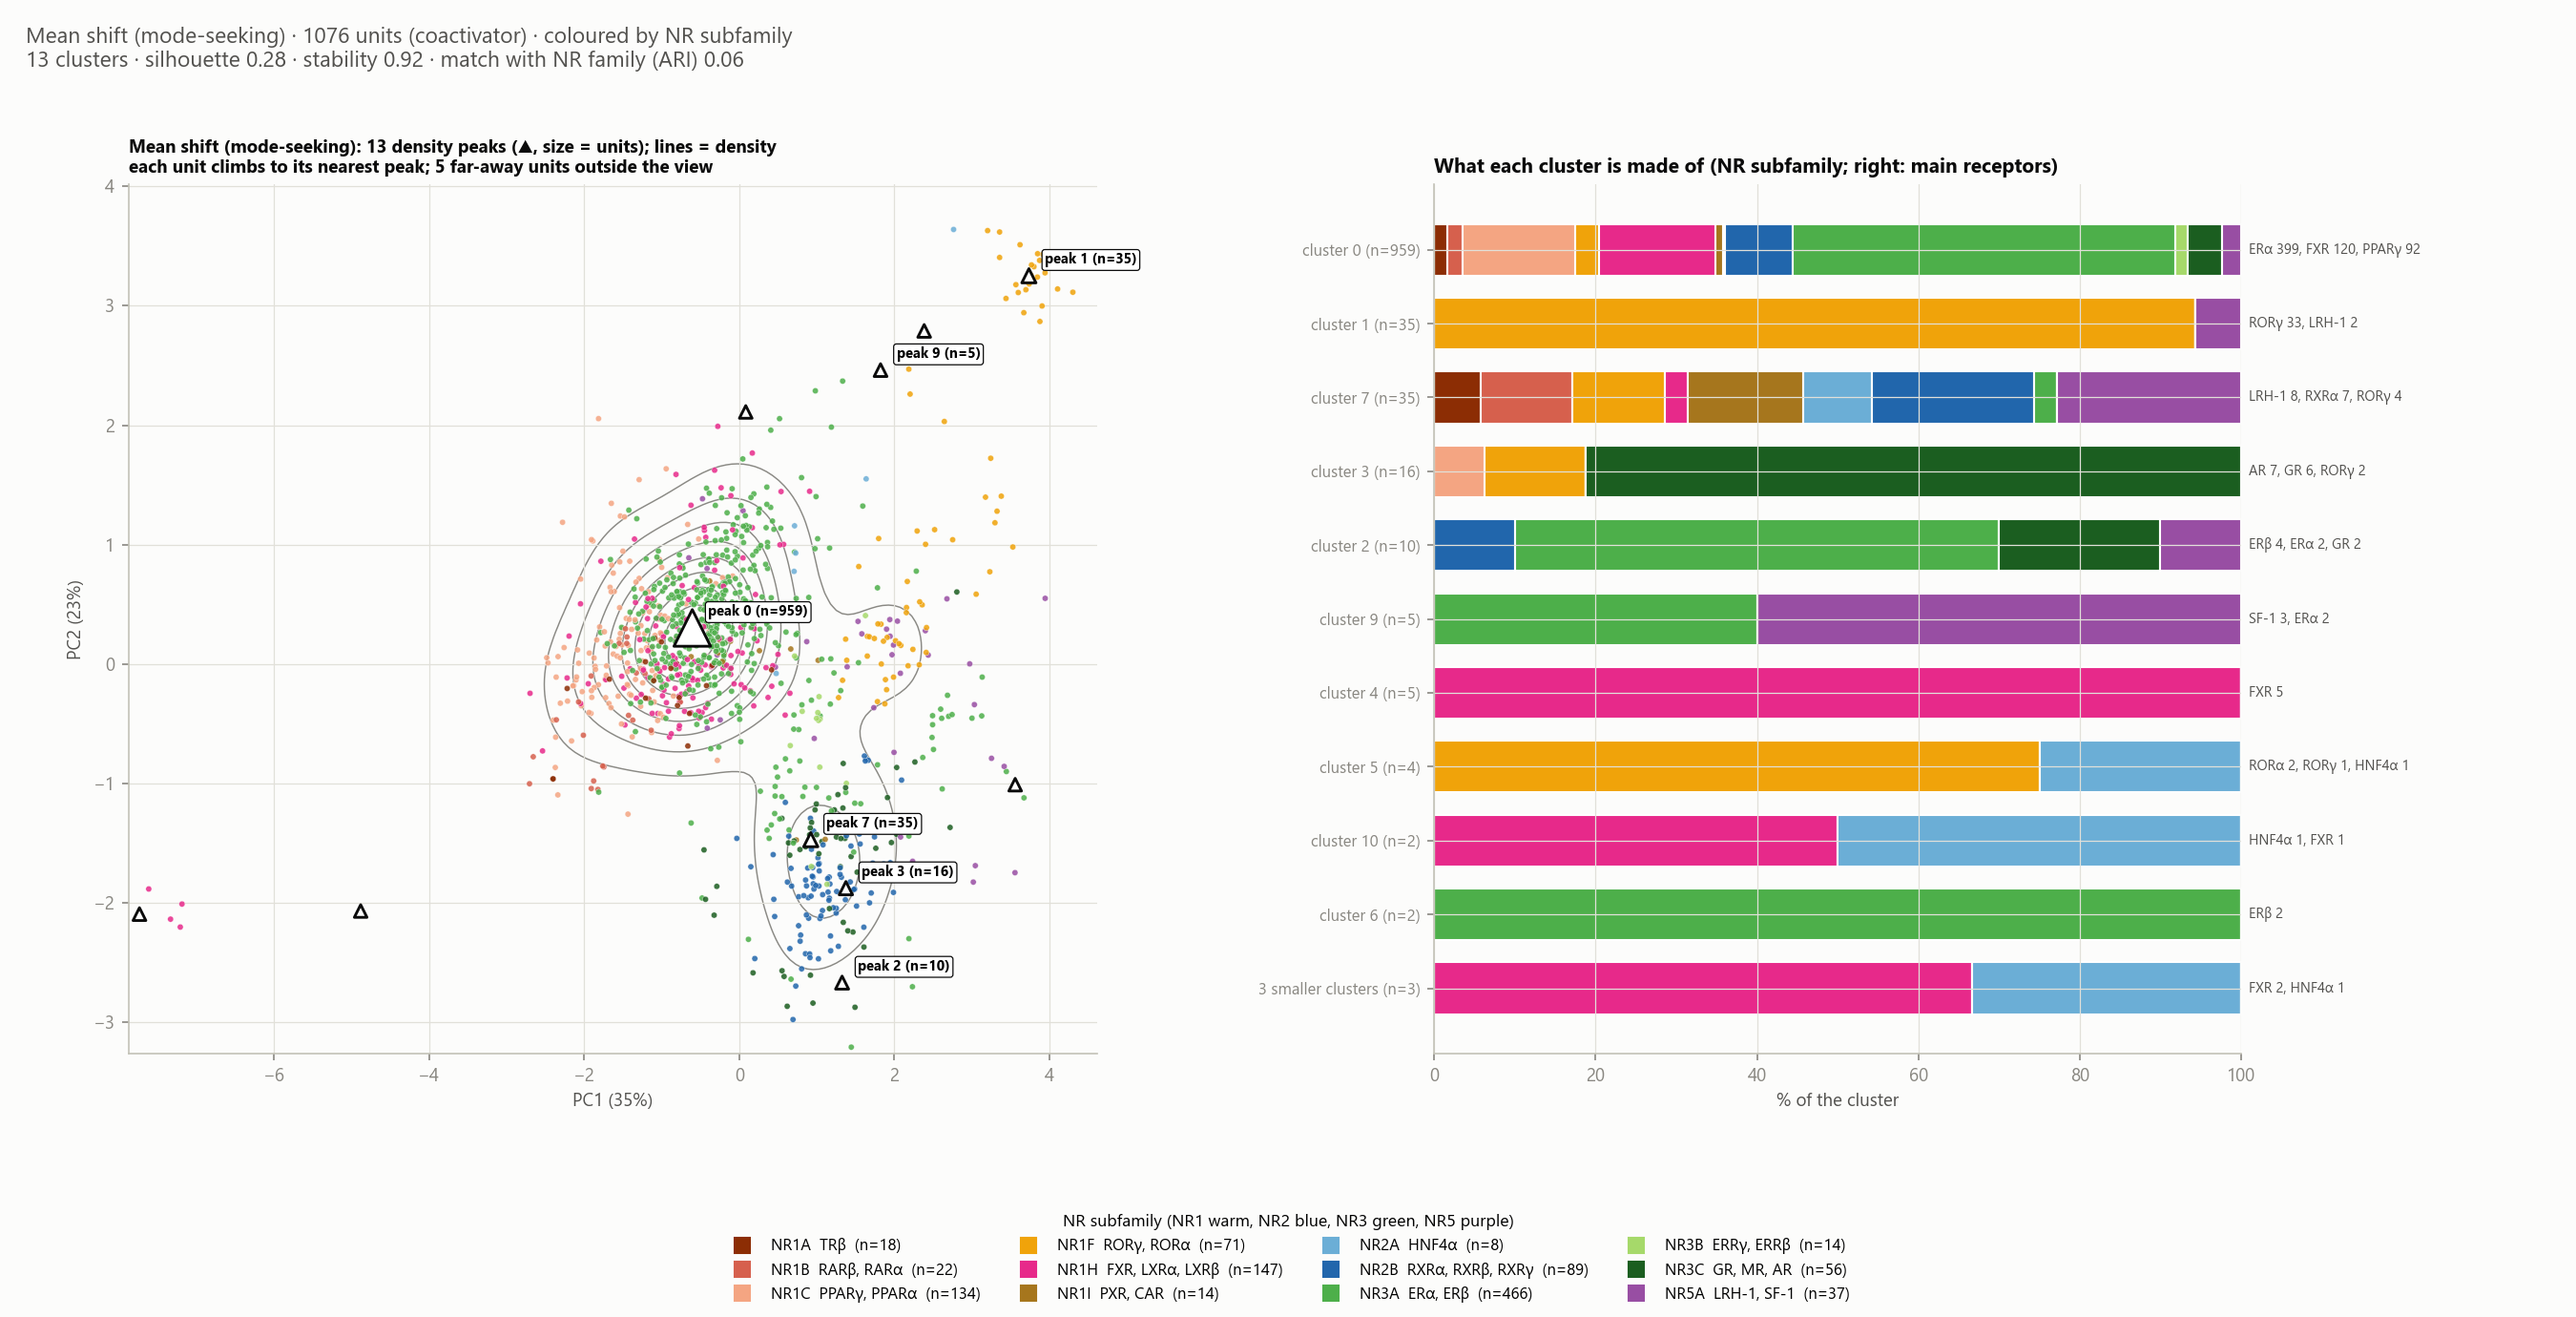 Mean shift (mode-seeking) · 1076 units (coactivator) · coloured by NR subfamily
13 clusters · silhouette 0.28 · stability 0.92 · match with NR family (ARI) 0.06
Mean shift (mode-seeking): 13 density peaks (▲, size = units); lines = density
each unit climbs to its nearest peak; 5 far-away units outside the view
4
3
2
1
0
−1
−2
−3
PC2 (23%)
peak 1 (n=35)
peak 9 (n=5)
peak 0 (n=959)
peak 7 (n=35)
peak 3 (n=16)
peak 2 (n=10)
−6
−4
−2
0
2
4
PC1 (35%)
What each cluster is made of (NR subfamily; right: main receptors)
cluster 0 (n=959) ERα 399, FXR 120, PPARγ 92
cluster 1 (n=35) RORγ 33, LRH-1 2
cluster 7 (n=35) LRH-1 8, RXRα 7, RORγ 4
cluster 3 (n=16) AR 7, GR 6, RORγ 2
cluster 2 (n=10) ERβ 4, ERα 2, GR 2
cluster 9 (n=5) SF-1 3, ERα 2
cluster 4 (n=5) FXR 5
cluster 5 (n=4) RORα 2, RORγ 1, HNF4α 1
cluster 10 (n=2) HNF4α 1, FXR 1
cluster 6 (n=2) ERβ 2
3 smaller clusters (n=3) FXR 2, HNF4α 1
0
20
40
60
80
100
% of the cluster
NR subfamily (NR1 warm, NR2 blue, NR3 green, NR5 purple)
NR1A TRβ (n=18)
NR1B RARβ, RARα (n=22)
NR1C PPARγ, PPARα (n=134)
NR1F RORγ, RORα (n=71)
NR1H FXR, LXRα, LXRβ (n=147)
NR1I PXR, CAR (n=14)
NR2A HNF4α (n=8)
NR2B RXRα, RXRβ, RXRγ (n=89)
NR3A ERα, ERβ (n=466)
NR3B ERRγ, ERRβ (n=14)
NR3C GR, MR, AR (n=56)
NR5A LRH-1, SF-1 (n=37)